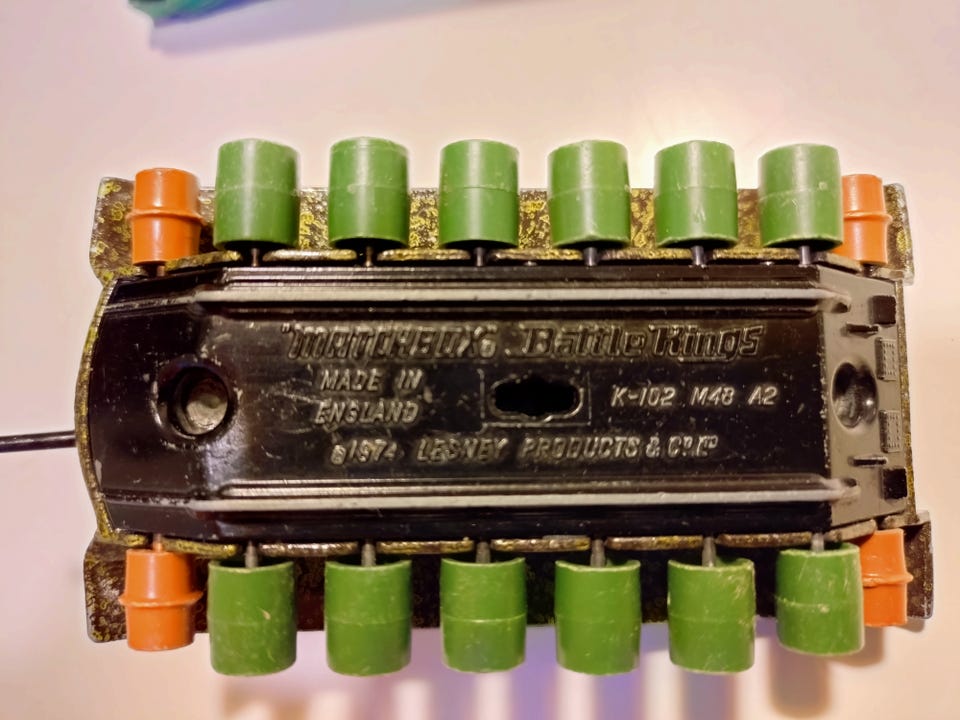 "MATCHBOX" Battle Kings
MADE IN
ENGLAND
K-102 M48 A2
©1974 LESNEY PRODUCTS & CO. LTD